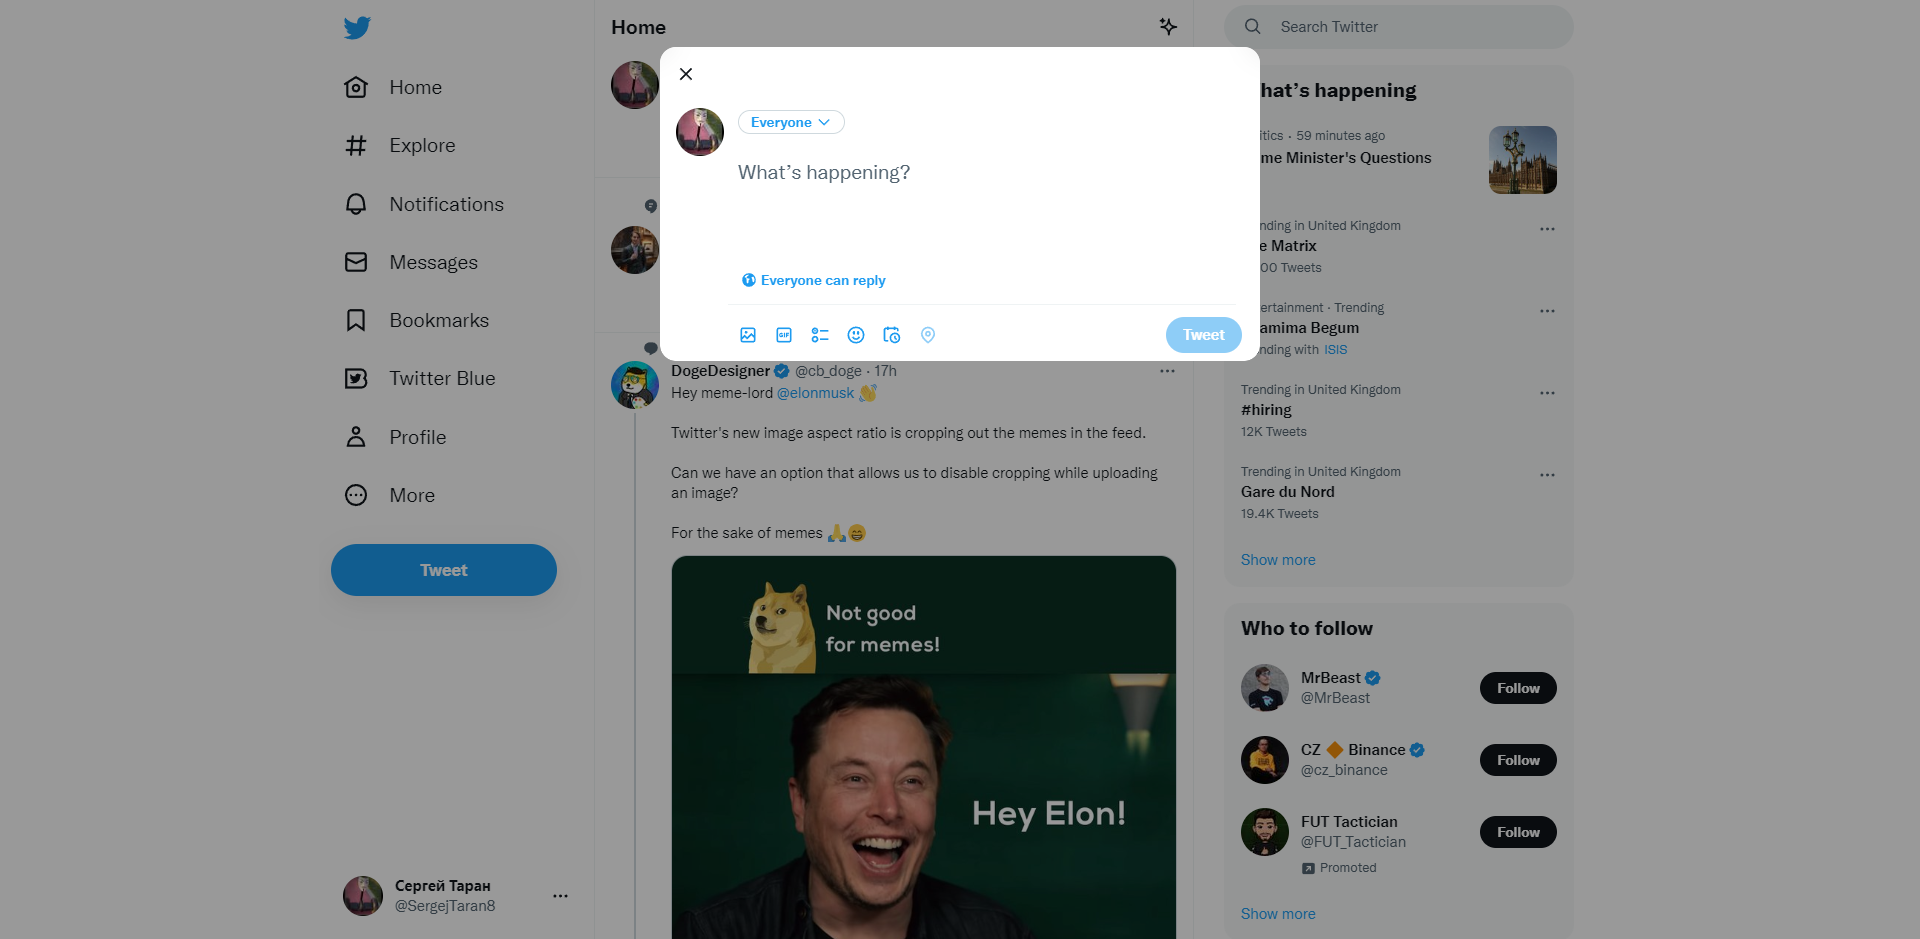 Home
Explore
Notifications
Messages
Bookmarks
Twitter Blue
Profile
More
Tweet
Сергей Таран
@SergejTaran8
Home
Everyone
What's happening?
Everyone can reply
GIF
Tweet
DogeDesigner @cb_doge · 17h
Hey meme-lord @elonmusk 👋
Twitter's new image aspect ratio is cropping out the memes in the feed.
Can we have an option that allows us to disable cropping while uploading
an image?
For the sake of memes 🙏😁
Not good
for memes!
Hey Elon!
Search Twitter
hat's happening
itics · 59 minutes ago
me Minister's Questions
nding in United Kingdom
e Matrix
00 Tweets
ertainment · Trending
amima Begum
nding with ISIS
Trending in United Kingdom
#hiring
12K Tweets
Trending in United Kingdom
Gare du Nord
19.4K Tweets
Show more
Who to follow
MrBeast
@MrBeast
Follow
CZ 🔶 Binance
@cz_binance
Follow
FUT Tactician
@FUT_Tactician
Follow
Promoted
Show more